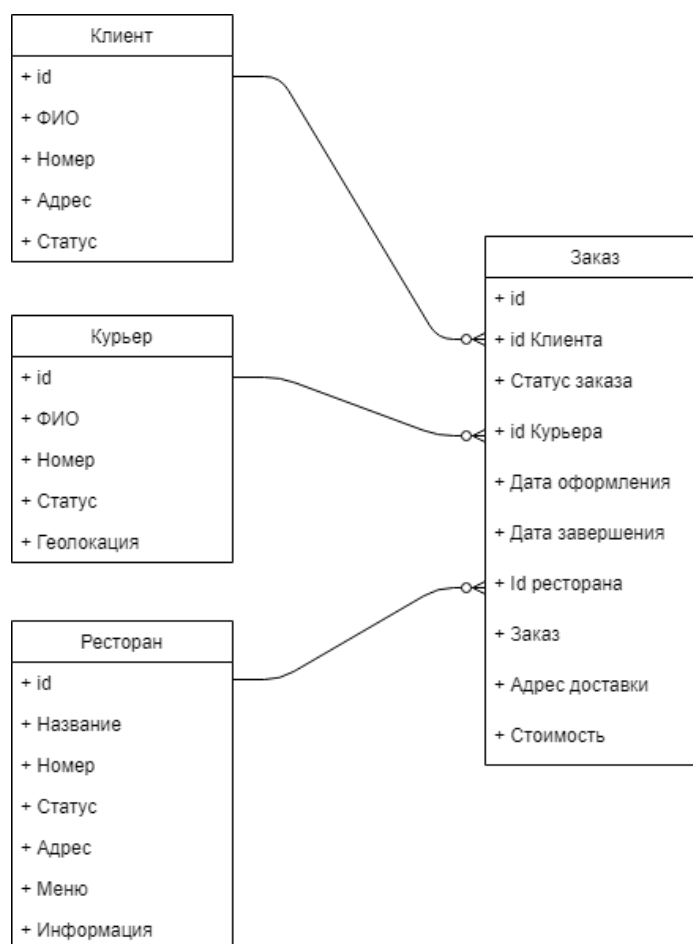 Клиент
+ id
+ ФИО
+ Номер
+ Адрес
+ Статус
Курьер
+ id
+ ФИО
+ Номер
+ Статус
+ Геолокация
Ресторан
+ id
+ Название
+ Номер
+ Статус
+ Адрес
+ Меню
+ Информация
Заказ
+ id
+ id Клиента
+ Статус заказа
+ id Курьера
+ Дата оформления
+ Дата завершения
+ Id ресторана
+ Заказ
+ Адрес доставки
+ Стоимость